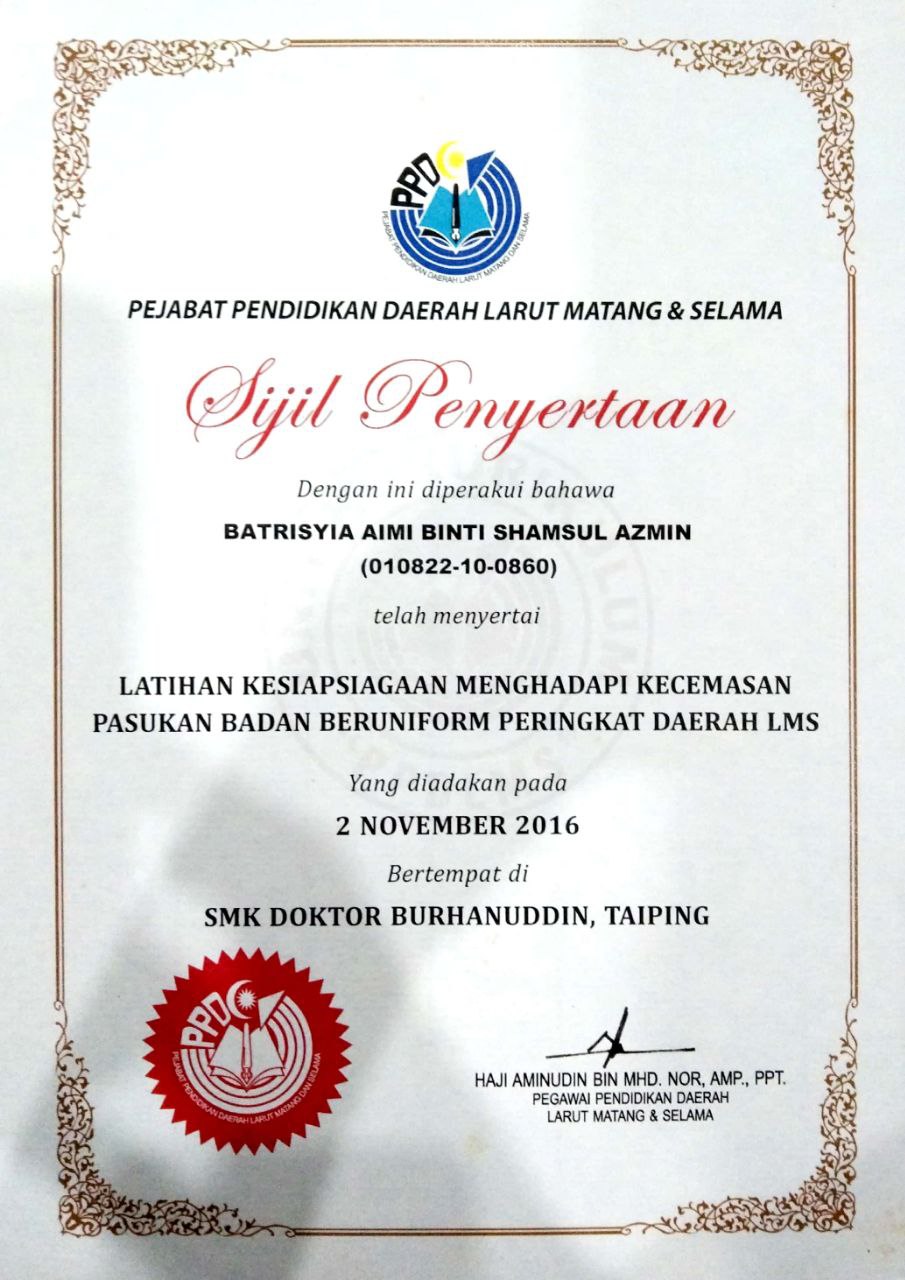 PPD
PEJABAT PENDIDIKAN DAERAH LARUT MATANG DAN SELAMA
PEJABAT PENDIDIKAN DAERAH LARUT MATANG & SELAMA
Sijil Penyertaan
Dengan ini diperakui bahawa
BATRISYIA AIMI BINTI SHAMSUL AZMIN
(010822-10-0860)
telah menyertai
LATIHAN KESIAPSIAGAAN MENGHADAPI KECEMASAN
PASUKAN BADAN BERUNIFORM PERINGKAT DAERAH LMS
Yang diadakan pada
2 NOVEMBER 2016
Bertempat di
SMK DOKTOR BURHANUDDIN, TAIPING
PPD
PEJABAT PENDIDIKAN DAERAH LARUT MATANG DAN SELAMA
HAJI AMINUDIN BIN MHD. NOR, AMP., PPT.
PEGAWAI PENDIDIKAN DAERAH
LARUT MATANG & SELAMA